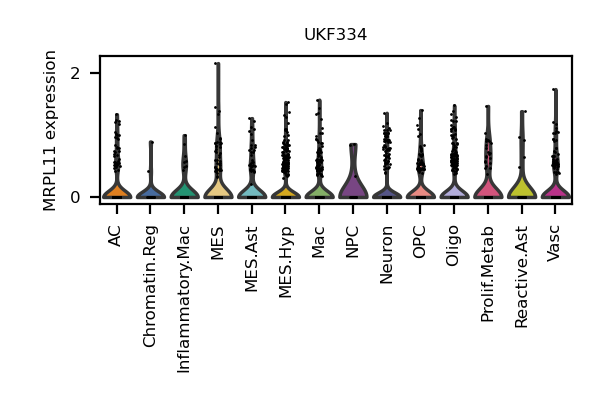 UKF334
MRPL11 expression
2
0
AC
Chromatin.Reg
Inflammatory.Mac
MES
MES.Ast
MES.Hyp
Mac
NPC
Neuron
OPC
Oligo
Prolif.Metab
Reactive.Ast
Vasc